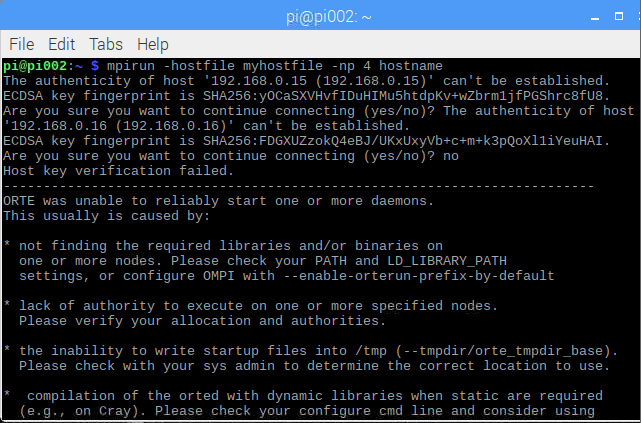 pi@pi002: ~
File Edit Tabs Help
pi@pi002:~ $ mpirun -hostfile myhostfile -np 4 hostname
The authenticity of host '192.168.0.15 (192.168.0.15)' can't be established.
ECDSA key fingerprint is SHA256:yOCaSXVHvfIDuHIMu5htdpKv+wZbrm1jfPGShrc8fU8.
Are you sure you want to continue connecting (yes/no)? The authenticity of host
'192.168.0.16 (192.168.0.16)' can't be established.
ECDSA key fingerprint is SHA256:FDGXUZzokQ4eBJ/UKxUxyVb+c+m+k3pQoXl1iYeuHAI.
Are you sure you want to continue connecting (yes/no)? no
Host key verification failed.
--------------------------------------------------------------------------
ORTE was unable to reliably start one or more daemons.
This usually is caused by:
* not finding the required libraries and/or binaries on
one or more nodes. Please check your PATH and LD_LIBRARY_PATH
settings, or configure OMPI with --enable-orterun-prefix-by-default
* lack of authority to execute on one or more specified nodes.
Please verify your allocation and authorities.
* the inability to write startup files into /tmp (--tmpdir/orte_tmpdir_base).
Please check with your sys admin to determine the correct location to use.
* compilation of the orted with dynamic libraries when static are required
(e.g., on Cray). Please check your configure cmd line and consider using